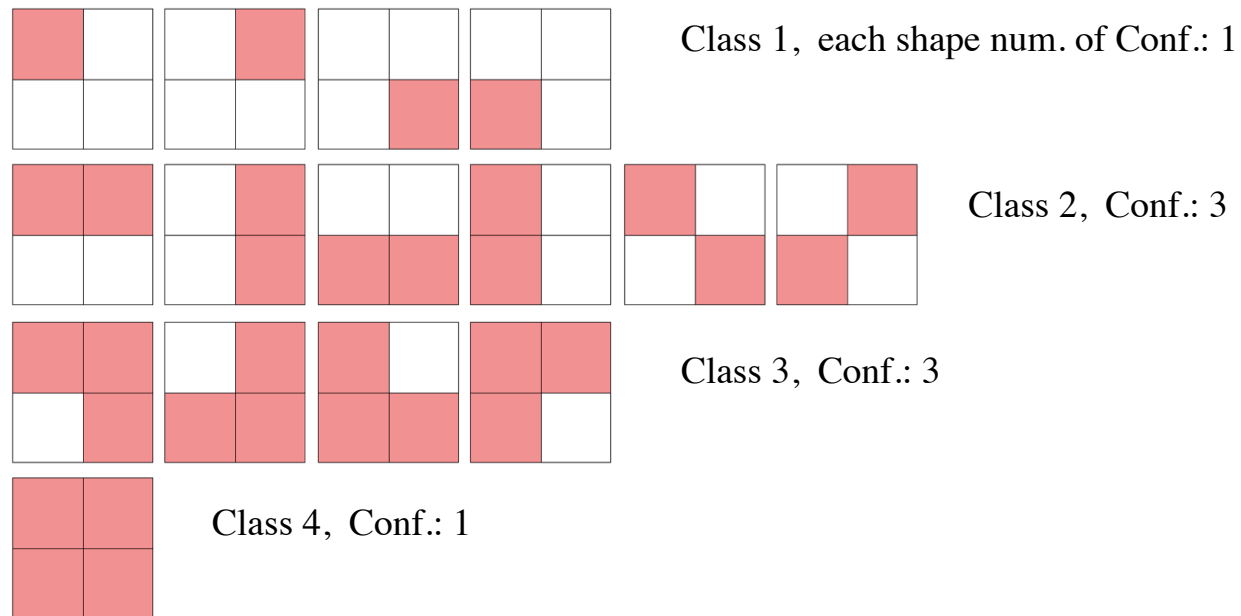 Class 1, each shape num. of Conf.: 1
Class 2, Conf.: 3
Class 3, Conf.: 3
Class 4, Conf.: 1